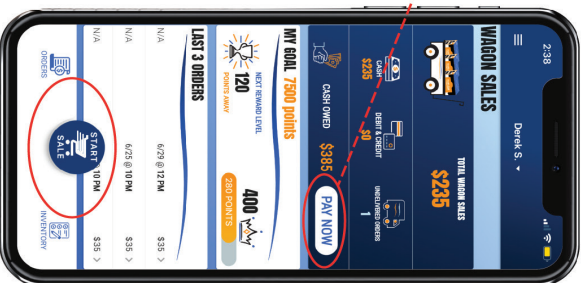 2:38
Derek S.
WAGON SALES
TOTAL WAGON SALES
$235
CASH
$235
DEBIT & CREDIT
$0
UNDELIVERED ORDERS
1
CASH OWED $385 PAY NOW
MY GOAL 7500 points
NEXT REWARD LEVEL
120
POINTS AWAY
400
280 POINTS
LAST 3 ORDERS
N/A 6/29 @ 12 PM $35 >
N/A 6/25 @ 10 PM $35 >
N/A @ 10 PM $35 >
START
SALE
ORDERS
INVENTORY